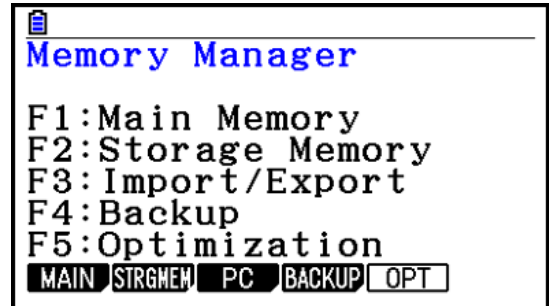 Memory Manager
F1:Main Memory
F2:Storage Memory
F3:Import/Export
F4:Backup
F5:Optimization
MAIN STRGMEM PC BACKUP OPT